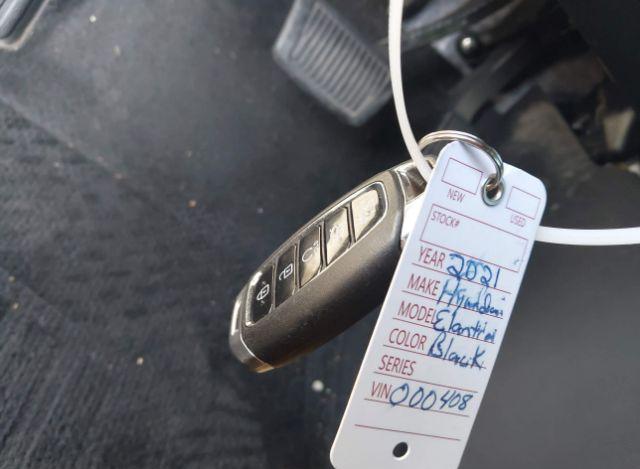 NEW
USED
STOCK#
YEAR 2021
MAKE Hyundai
MODEL Elantra
COLOR Black
SERIES
VIN 000408